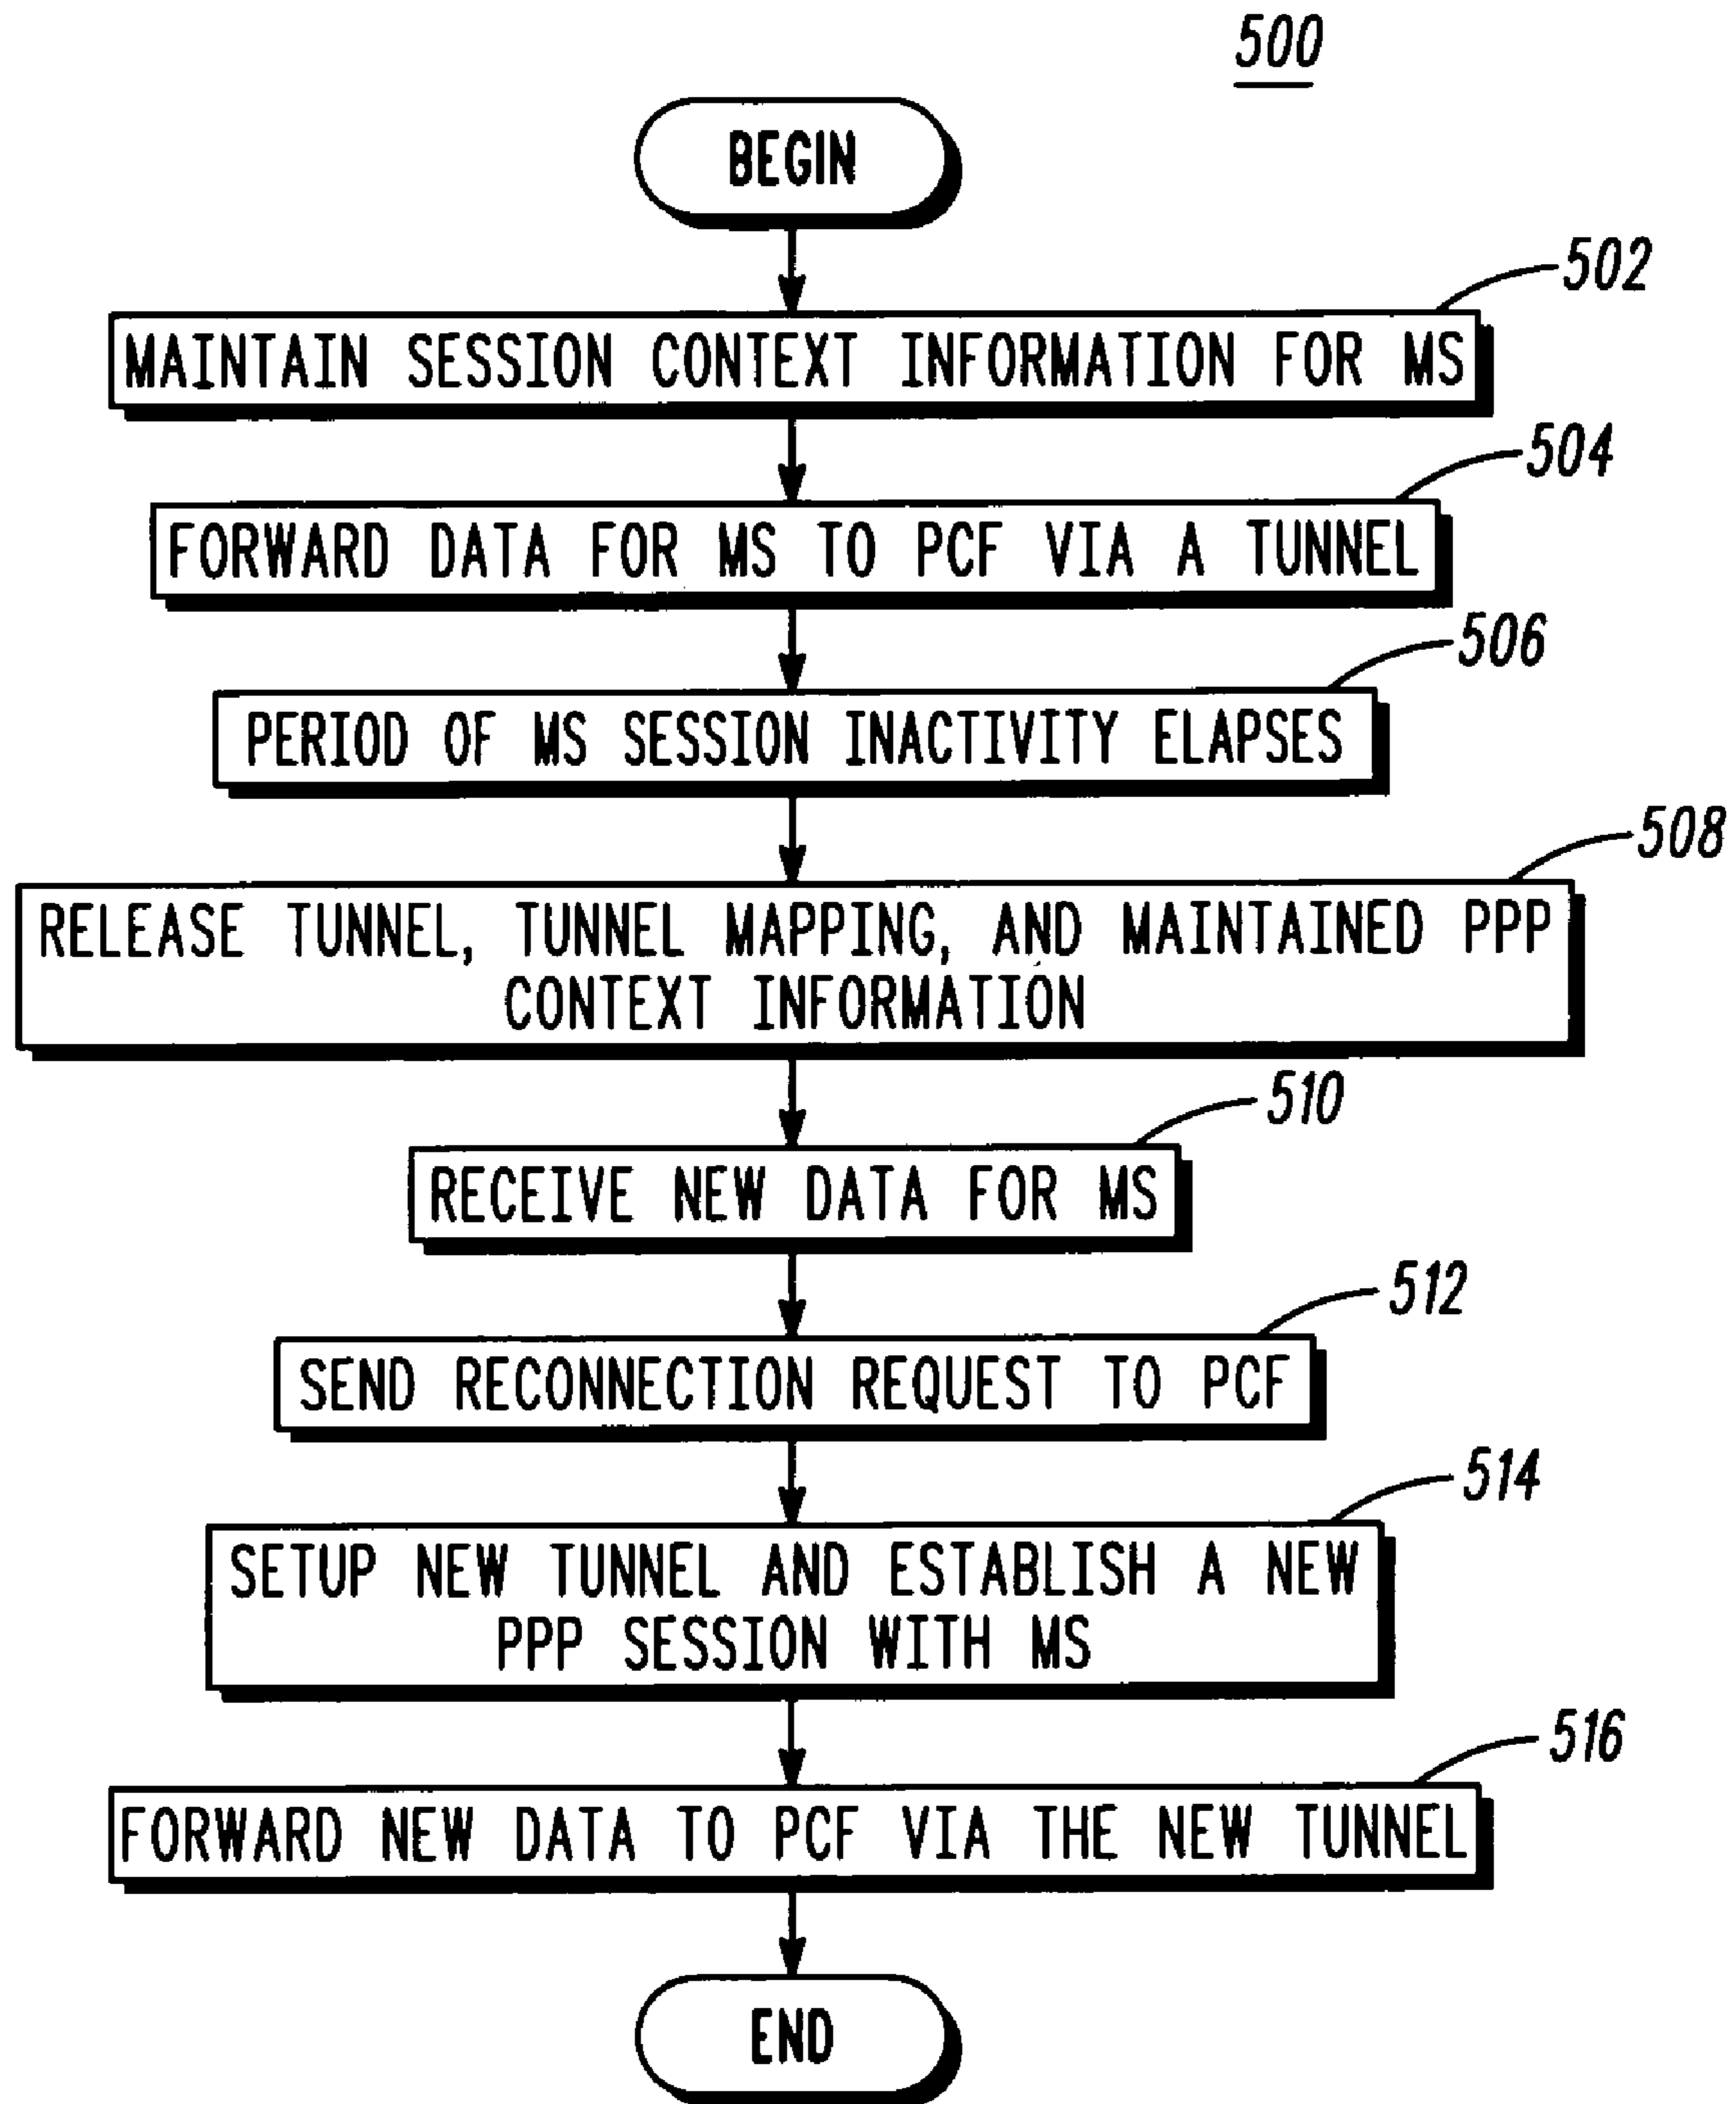 500
BEGIN
502
MAINTAIN SESSION CONTEXT INFORMATION FOR MS
504
FORWARD DATA FOR MS TO PCF VIA A TUNNEL
506
PERIOD OF MS SESSION INACTIVITY ELAPSES
508
RELEASE TUNNEL, TUNNEL MAPPING, AND MAINTAINED PPP
CONTEXT INFORMATION
510
RECEIVE NEW DATA FOR MS
512
SEND RECONNECTION REQUEST TO PCF
514
SETUP NEW TUNNEL AND ESTABLISH A NEW
PPP SESSION WITH MS
516
FORWARD NEW DATA TO PCF VIA THE NEW TUNNEL
END